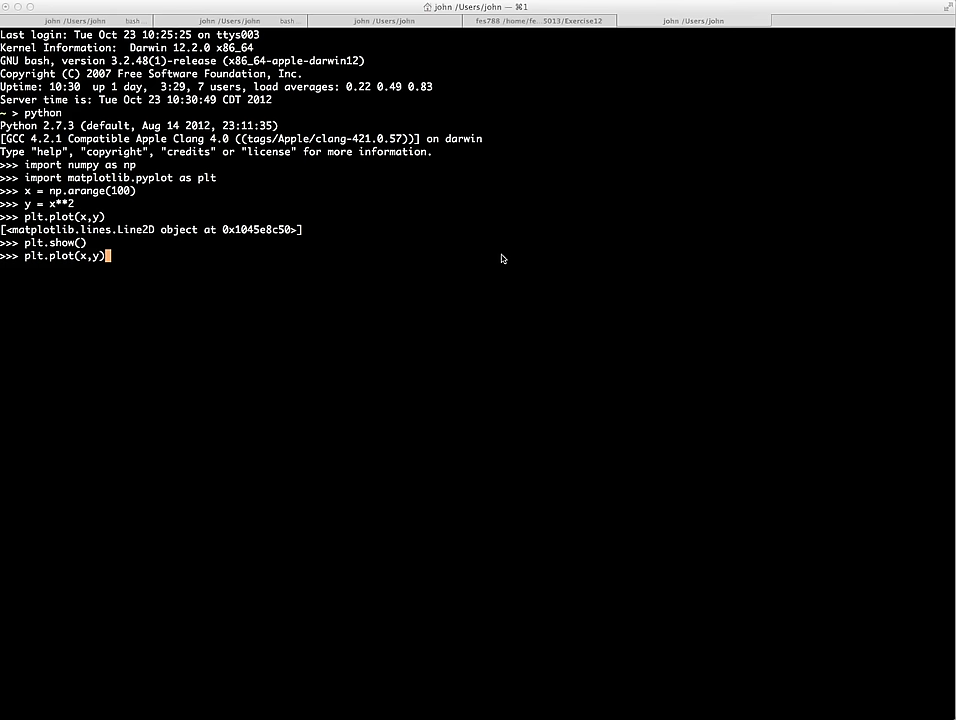 john /Users/john — ⌘1
john /Users/john bash ... john /Users/john bash ... john /Users/john fes788 /home/fe...5013/Exercise12 john /Users/john
Last login: Tue Oct 23 10:25:25 on ttys003
Kernel Information:  Darwin 12.2.0 x86_64
GNU bash, version 3.2.48(1)-release (x86_64-apple-darwin12)
Copyright (C) 2007 Free Software Foundation, Inc.
Uptime: 10:30  up 1 day,  3:29, 7 users, load averages: 0.22 0.49 0.83
Server time is: Tue Oct 23 10:30:49 CDT 2012
~ > python
Python 2.7.3 (default, Aug 14 2012, 23:11:35)
[GCC 4.2.1 Compatible Apple Clang 4.0 ((tags/Apple/clang-421.0.57))] on darwin
Type "help", "copyright", "credits" or "license" for more information.
>>> import numpy as np
>>> import matplotlib.pyplot as plt
>>> x = np.arange(100)
>>> y = x**2
>>> plt.plot(x,y)
[<matplotlib.lines.Line2D object at 0x1045e8c50>]
>>> plt.show()
>>> plt.plot(x,y)